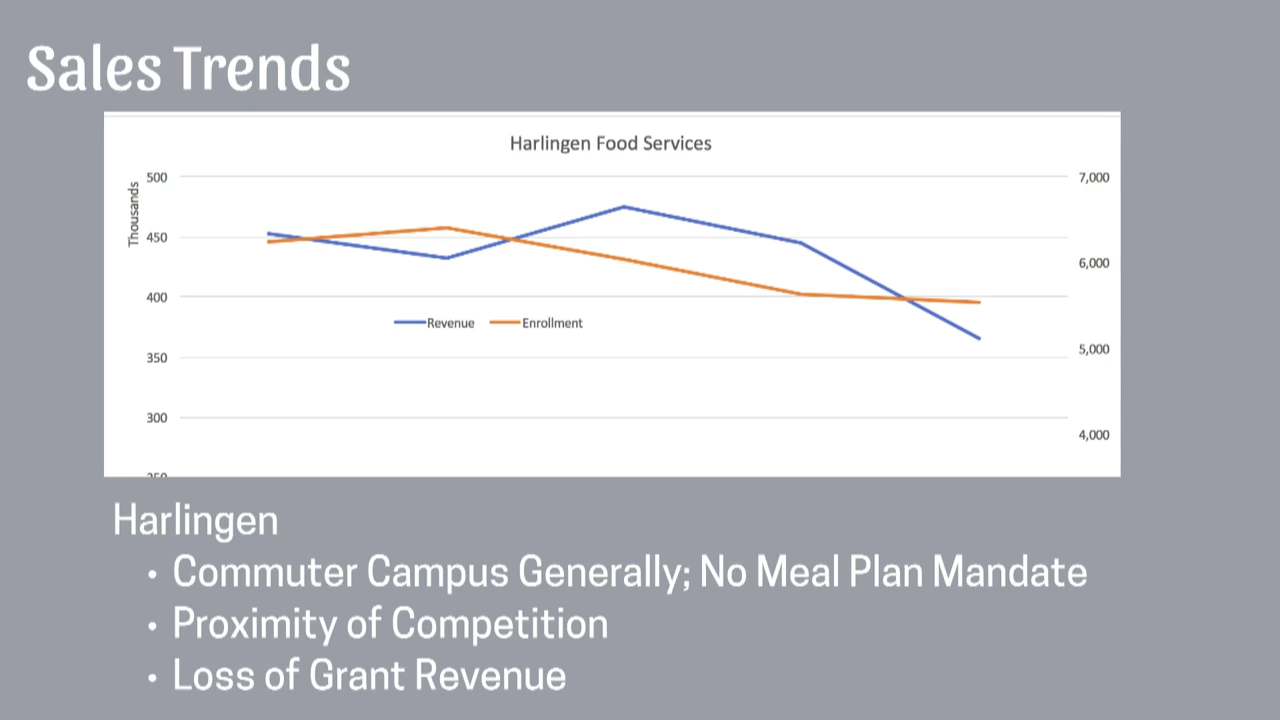 Sales Trends
Harlingen Food Services
Thousands
500
450
400
350
300
7,000
6,000
5,000
4,000
Revenue
Enrollment
Harlingen
• Commuter Campus Generally; No Meal Plan Mandate
• Proximity of Competition
• Loss of Grant Revenue